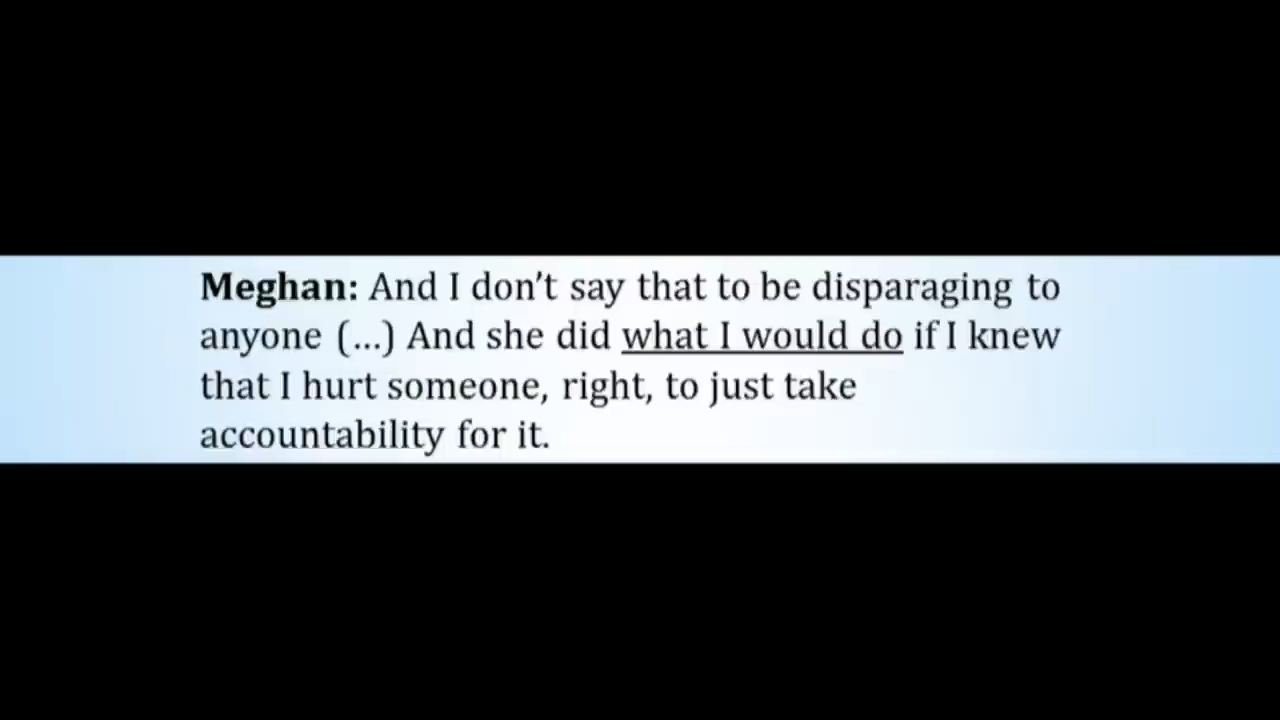 Meghan: And I don’t say that to be disparaging to
anyone (...) And she did what I would do if I knew
that I hurt someone, right, to just take
accountability for it.